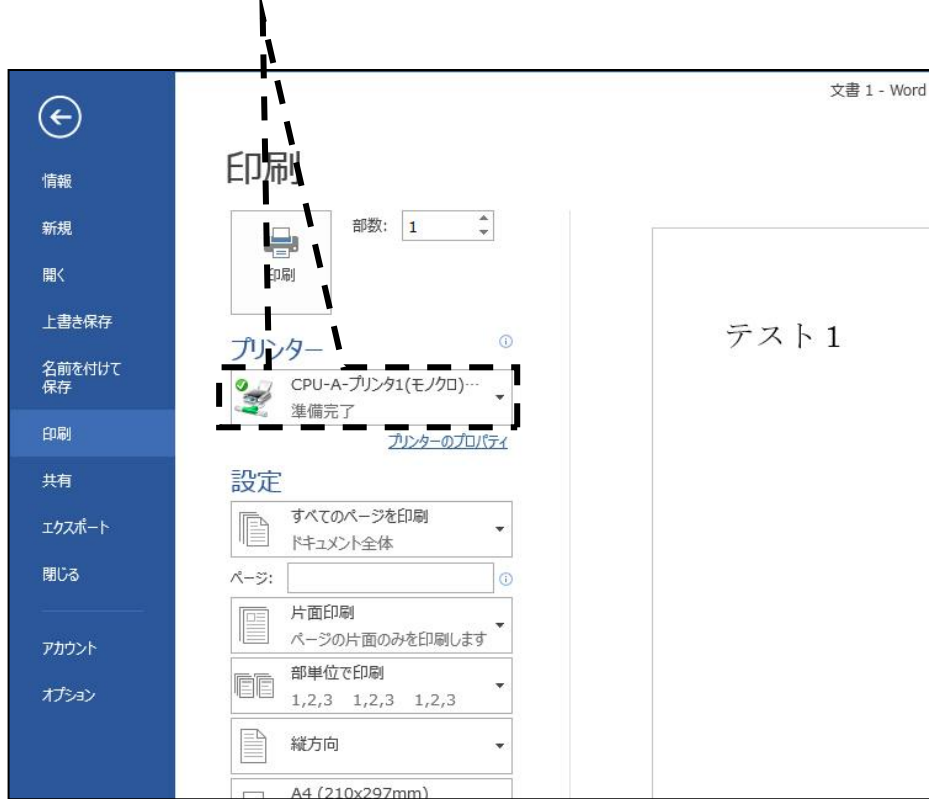 文書 1 - Word
情報
新規
開く
上書き保存
名前を付けて
保存
印刷
共有
エクスポート
閉じる
アカウント
オプション
印刷
部数: 1
印刷
プリンター
CPU-A-プリンタ1(モノクロ)…
準備完了
プリンターのプロパティ
設定
すべてのページを印刷
ドキュメント全体
ページ:
片面印刷
ページの片面のみを印刷します
部単位で印刷
1,2,3 1,2,3 1,2,3
縦方向
A4 (210x297mm)
テスト 1